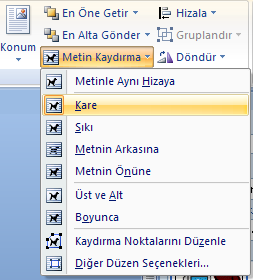 Konum
En Öne Getir
En Alta Gönder
Metin Kaydırma
Hizala
Gruplandır
Döndür
Metinle Aynı Hizaya
Kare
Sıkı
Metnin Arkasına
Metnin Önüne
Üst ve Alt
Boyunca
Kaydırma Noktalarını Düzenle
Diğer Düzen Seçenekleri...